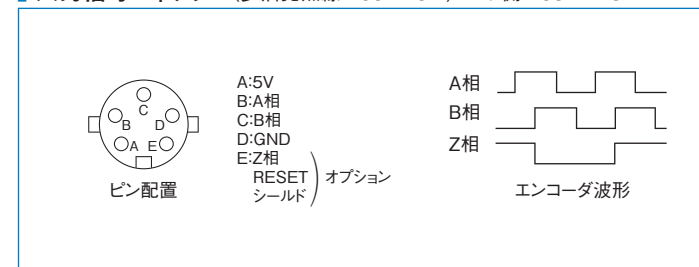 C
B D
A E
ピン配置
A:5V
B:A相
C:B相
D:GND
E:Z相
RESET
シールド
オプション
A相
B相
Z相
エンコーダ波形